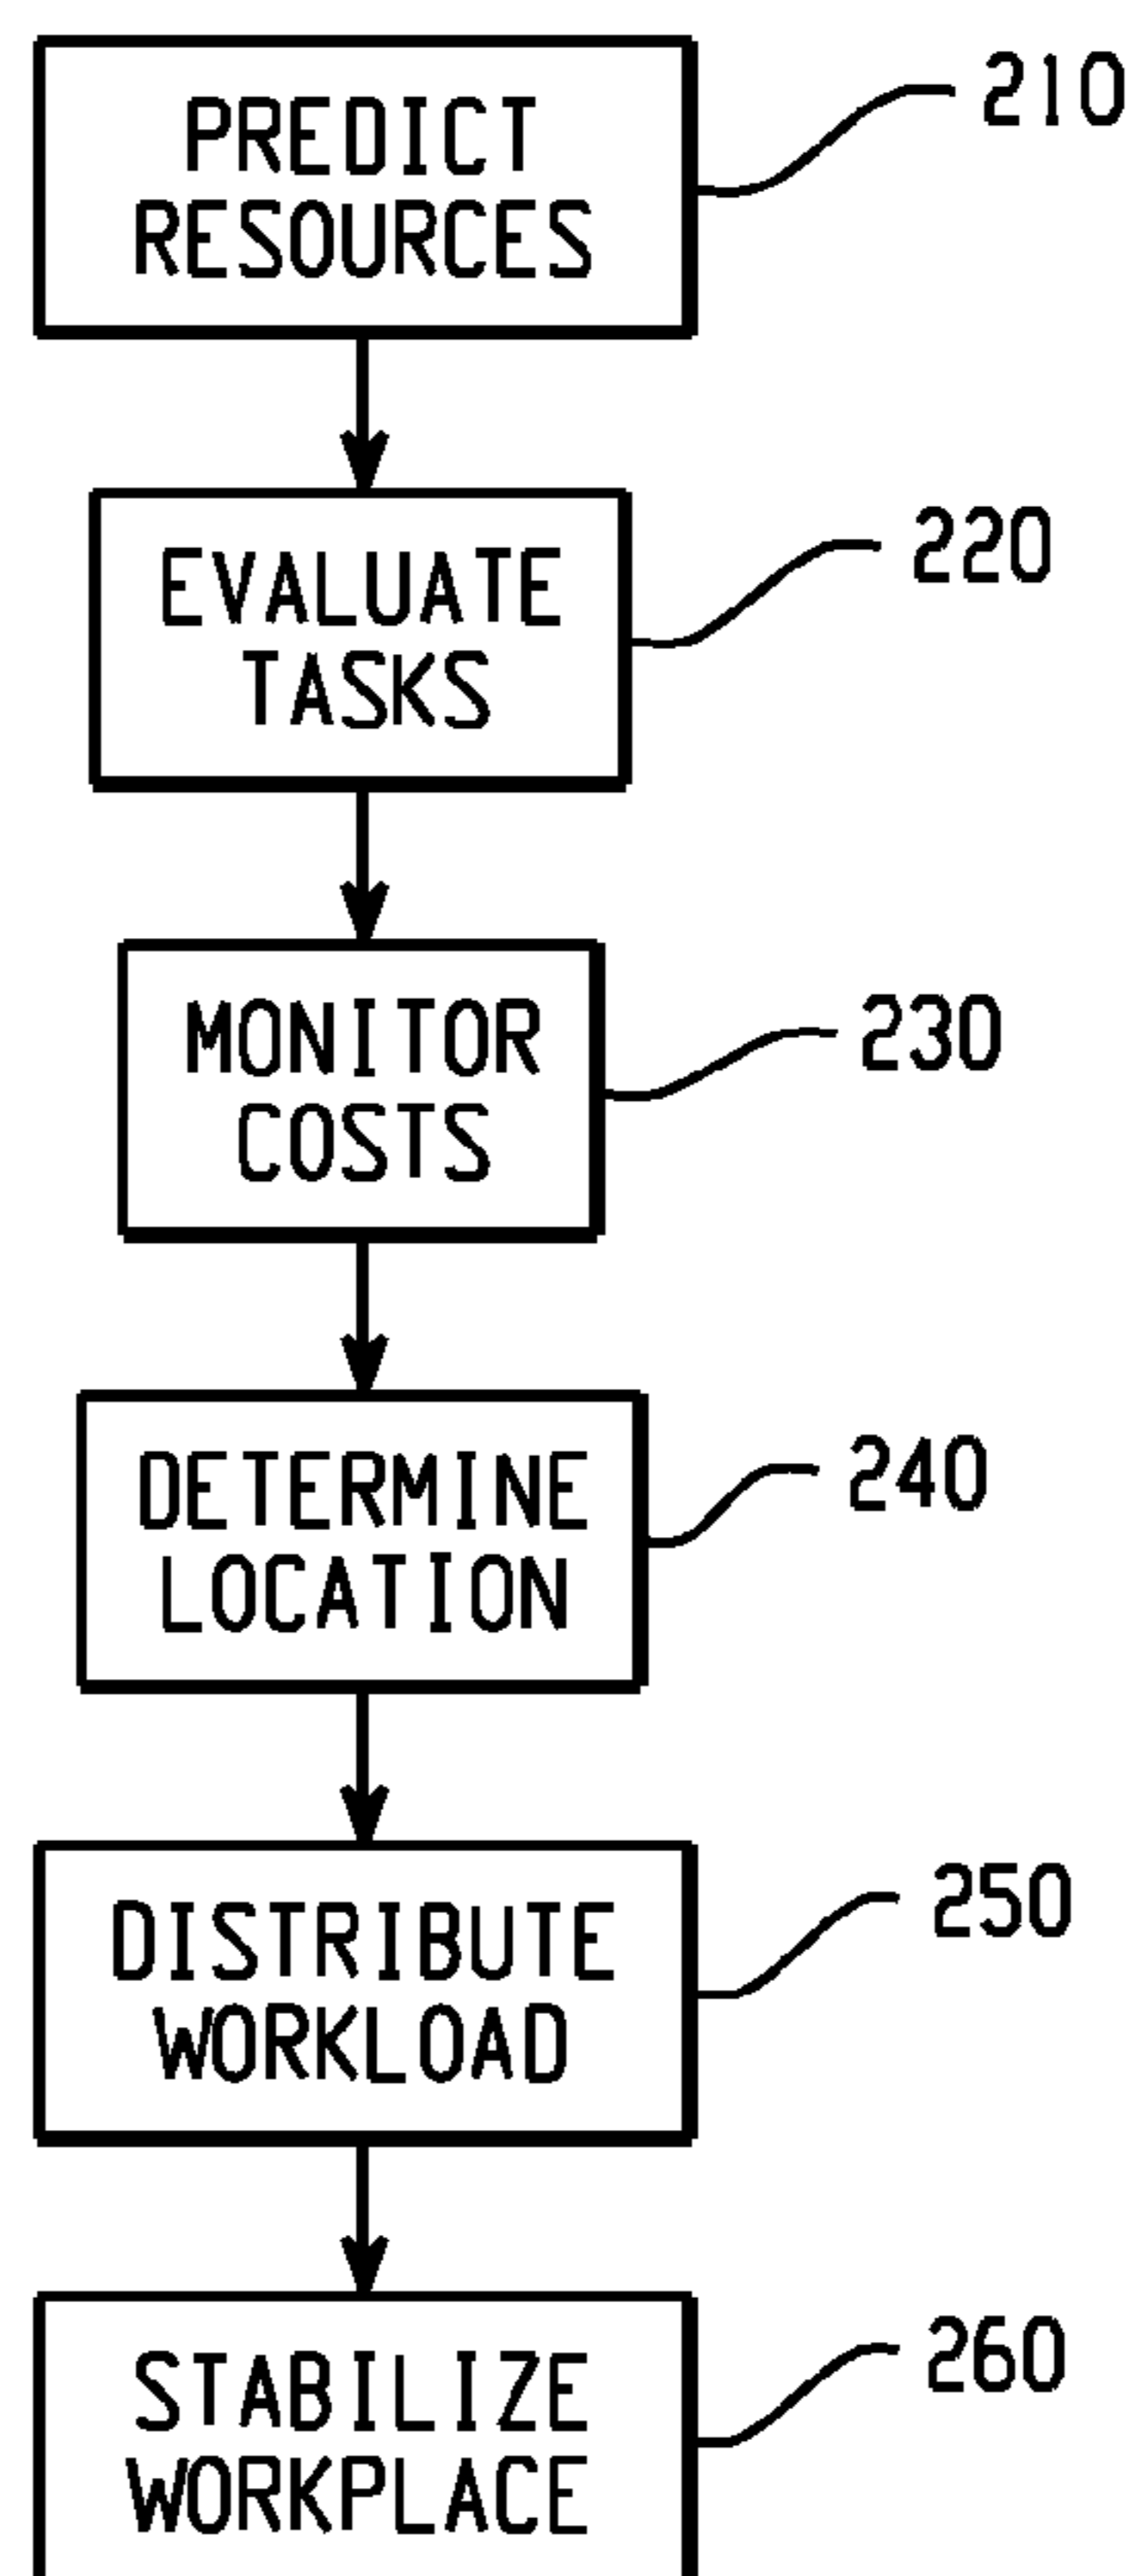 PREDICT
RESOURCES
210
EVALUATE
TASKS
220
MONITOR
COSTS
230
DETERMINE
LOCATION
240
DISTRIBUTE
WORKLOAD
250
STABILIZE
WORKPLACE
260